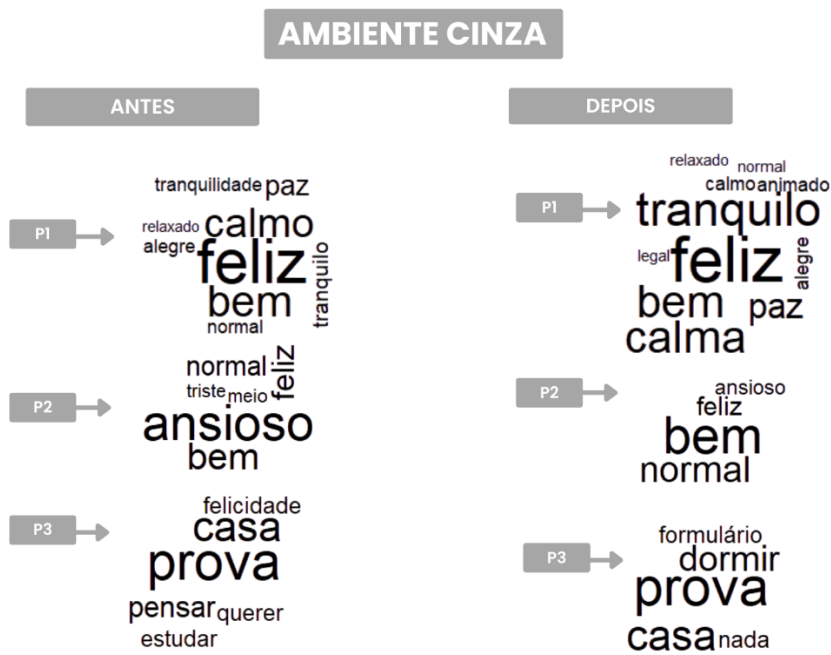 AMBIENTE CINZA
ANTES
P1
tranquilidade paz
relaxado calmo
alegre feliz tranquilo
bem
normal
P2
normal feliz
triste meio
ansioso
bem
P3
felicidade
casa
prova
pensar querer
estudar
DEPOIS
P1
relaxado normal
calmo animado
tranquilo
legal feliz alegre
bem paz
calma
P2
ansioso
feliz
bem
normal
P3
formulário
dormir
prova
casa nada